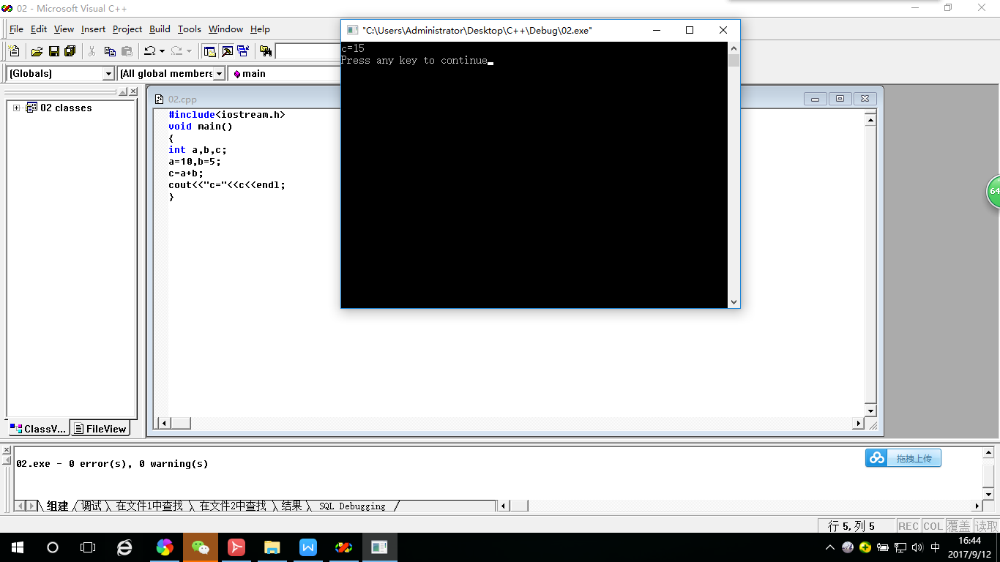 02 - Microsoft Visual C++
File Edit View Insert Project Build Tools Window Help
(Globals)
(All global members
main
02 classes
ClassV...
FileView
02.cpp
#include<iostream.h>
void main()
{
int a,b,c;
a=10,b=5;
c=a+b;
cout<<"c="<<c<<endl;
}
"C:\Users\Administrator\Desktop\C++\Debug\02.exe"
c=15
Press any key to continue
64
02.exe - 0 error(s), 0 warning(s)
拖拽上传
组建 调试 在文件1中查找 在文件2中查找 结果 SQL Debugging
行 5, 列 5 REC COL 覆盖 读取
中
16:44
2017/9/12